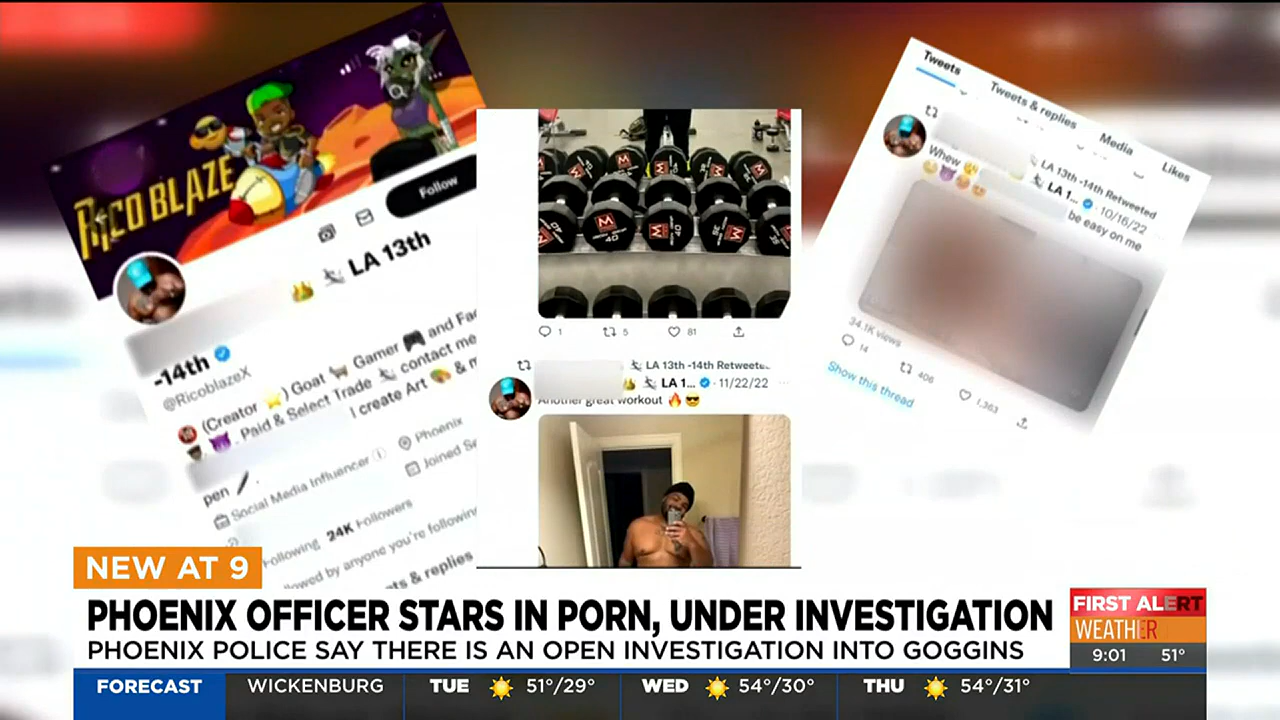 RICO BLAZE
Follow
LA 13th
-14th
@RicoblazeX
(Creator ) Goat Gamer and
. Paid & Select Trade contact me
I create Art &
pen
Social Media Influencer
Phoenix
Joined
Following 24K Followers
by anyone you're following
& replies
40
40
1
5
81
LA 13th -14th Retweete
LA 1... · 11/22/22
Another great workout
Tweets
Tweets & replies
Media
Likes
LA 13th -14th Retweeted
LA 1... · 10/16/22
Whew
be easy on me
34.1K views
14
406
1,363
Show this thread
NEW AT 9
PHOENIX OFFICER STARS IN PORN, UNDER INVESTIGATION
PHOENIX POLICE SAY THERE IS AN OPEN INVESTIGATION INTO GOGGINS
FIRST ALERT
WEATHER
9:01 51°
FORECAST WICKENBURG TUE 51°/29° WED 54°/30° THU 54°/31°